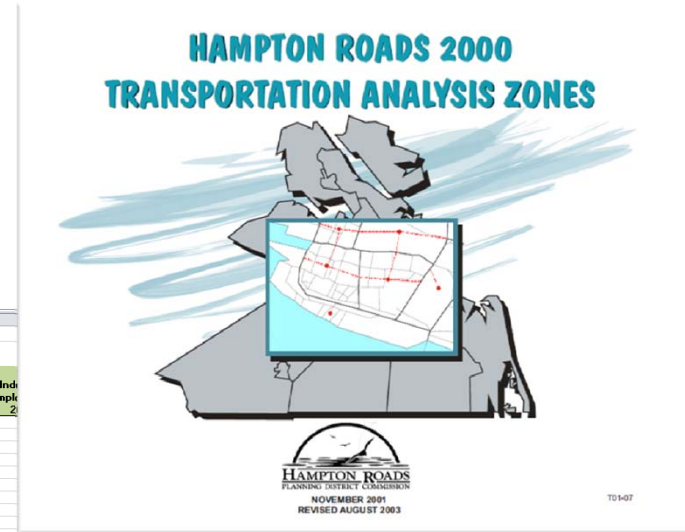 HAMPTON ROADS 2000
TRANSPORTATION ANALYSIS ZONES
HAMPTON ROADS
PLANNING DISTRICT COMMISSION
NOVEMBER 2001
REVISED AUGUST 2003
T01-07